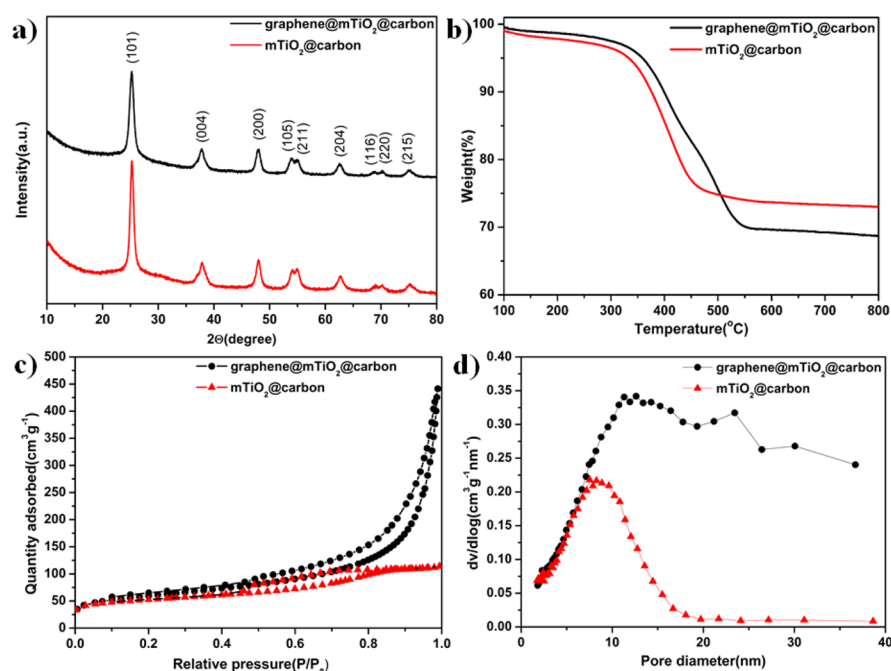 a)
graphene@mTiO₂@carbon
mTiO₂@carbon
(101)
(004)
(200)
(105)
(211)
(204)
(116)
(220)
(215)
Intensity(a.u.)
10 20 30 40 50 60 70 80
2Θ(degree)
b)
graphene@mTiO₂@carbon
mTiO₂@carbon
100
90
80
70
60
Weight(%)
100 200 300 400 500 600 700 800
Temperature(°C)
c)
graphene@mTiO₂@carbon
mTiO₂@carbon
500
450
400
350
300
250
200
150
100
50
0
Quantity adsorbed(cm³g⁻¹)
0.0 0.2 0.4 0.6 0.8 1.0
Relative pressure(P/P₀)
d)
graphene@mTiO₂@carbon
mTiO₂@carbon
0.40
0.35
0.30
0.25
0.20
0.15
0.10
0.05
0.00
dv/dlog(cm³g⁻¹nm⁻¹)
0 10 20 30 40
Pore diameter(nm)